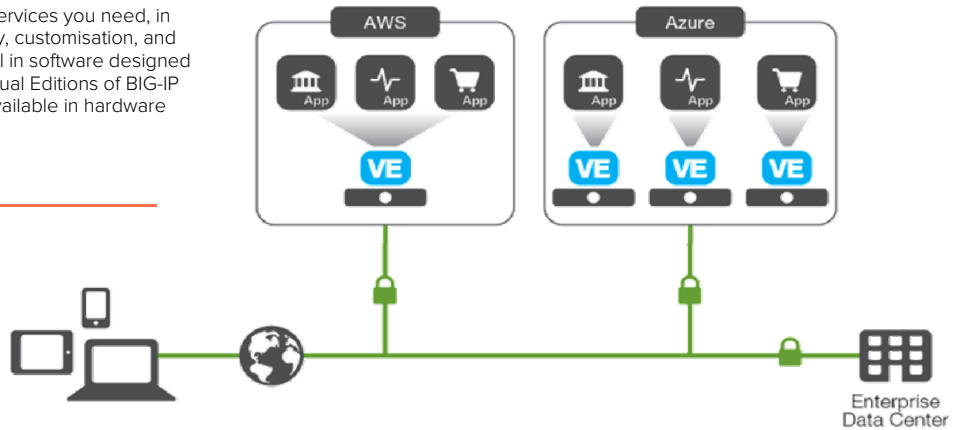 ervices you need, in
y, customisation, and
l in software designed
ual Editions of BIG-IP
vailable in hardware
AWS
App
App
App
VE
Azure
App
App
App
VE
VE
VE
Enterprise
Data Center